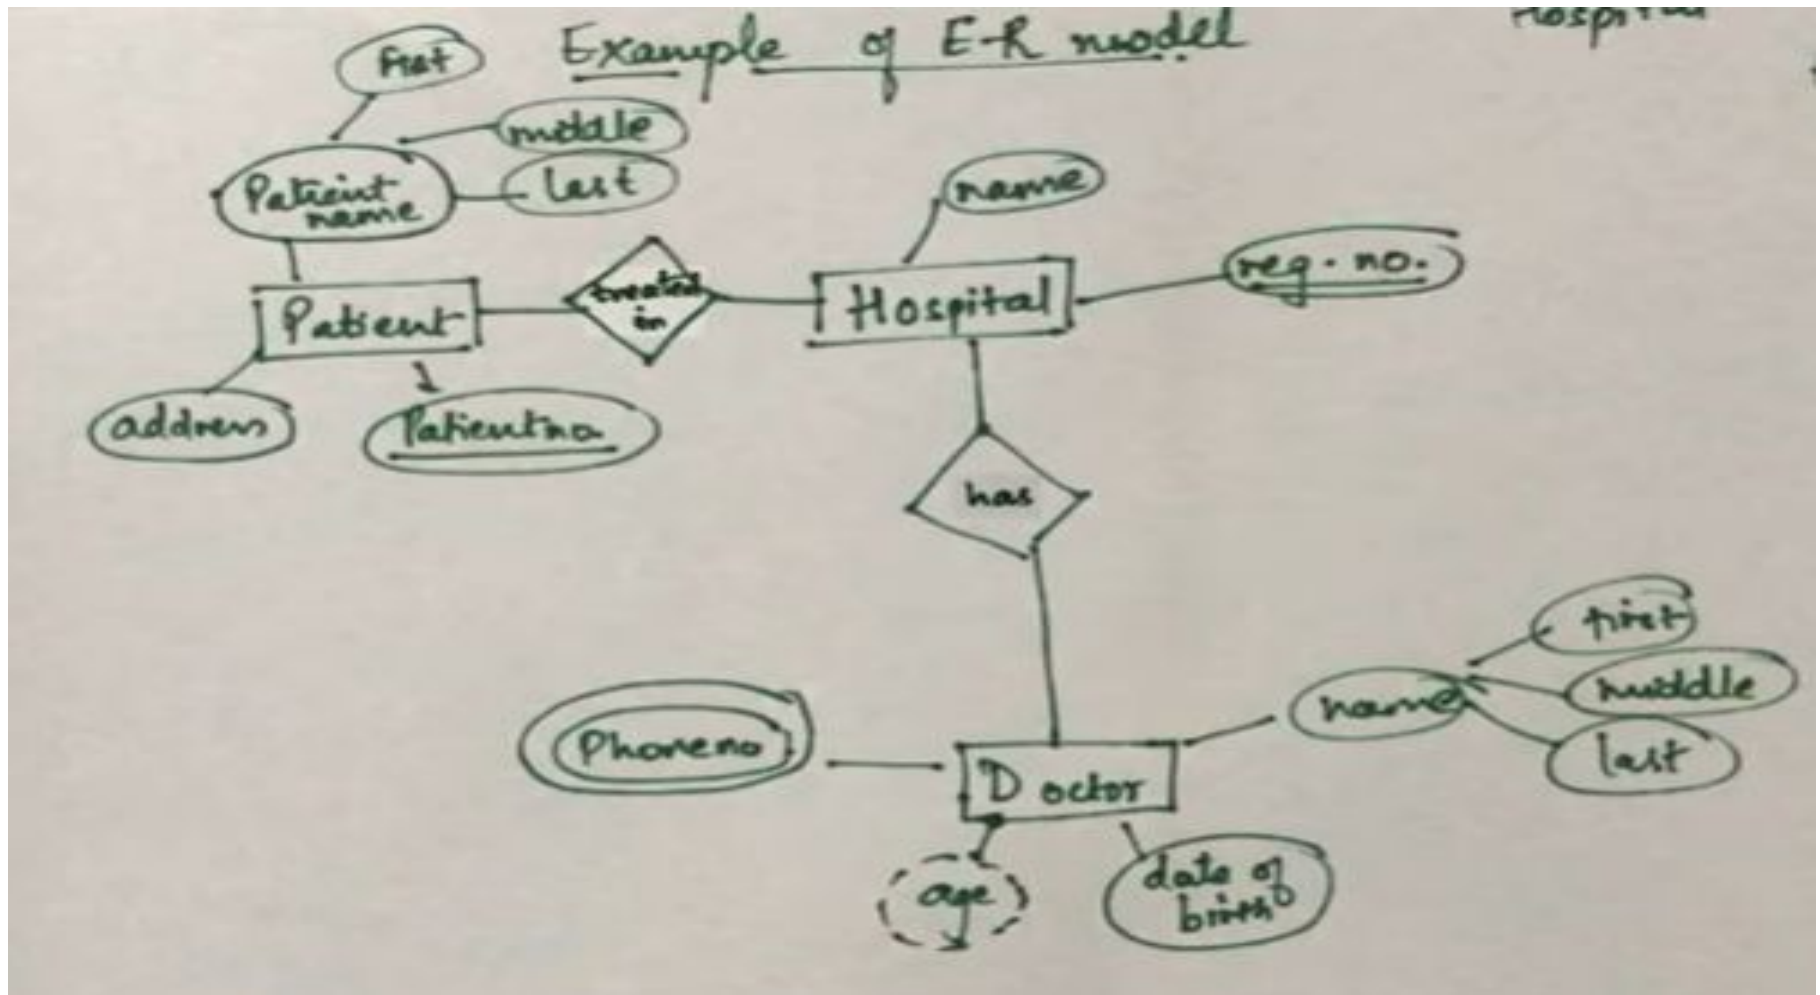 Example of E-R model
Hospital
first
middle
last
Patient
name
name
reg. no.
Patient
treated
in
Hospital
address
Patientno
has
first
middle
name
last
Phoneno
Doctor
age
date of
birth